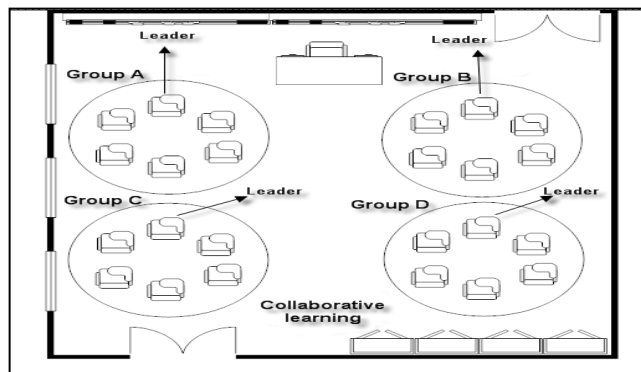 Leader
Leader
Group A
Group B
Group C
Leader
Group D
Leader
Collaborative
learning